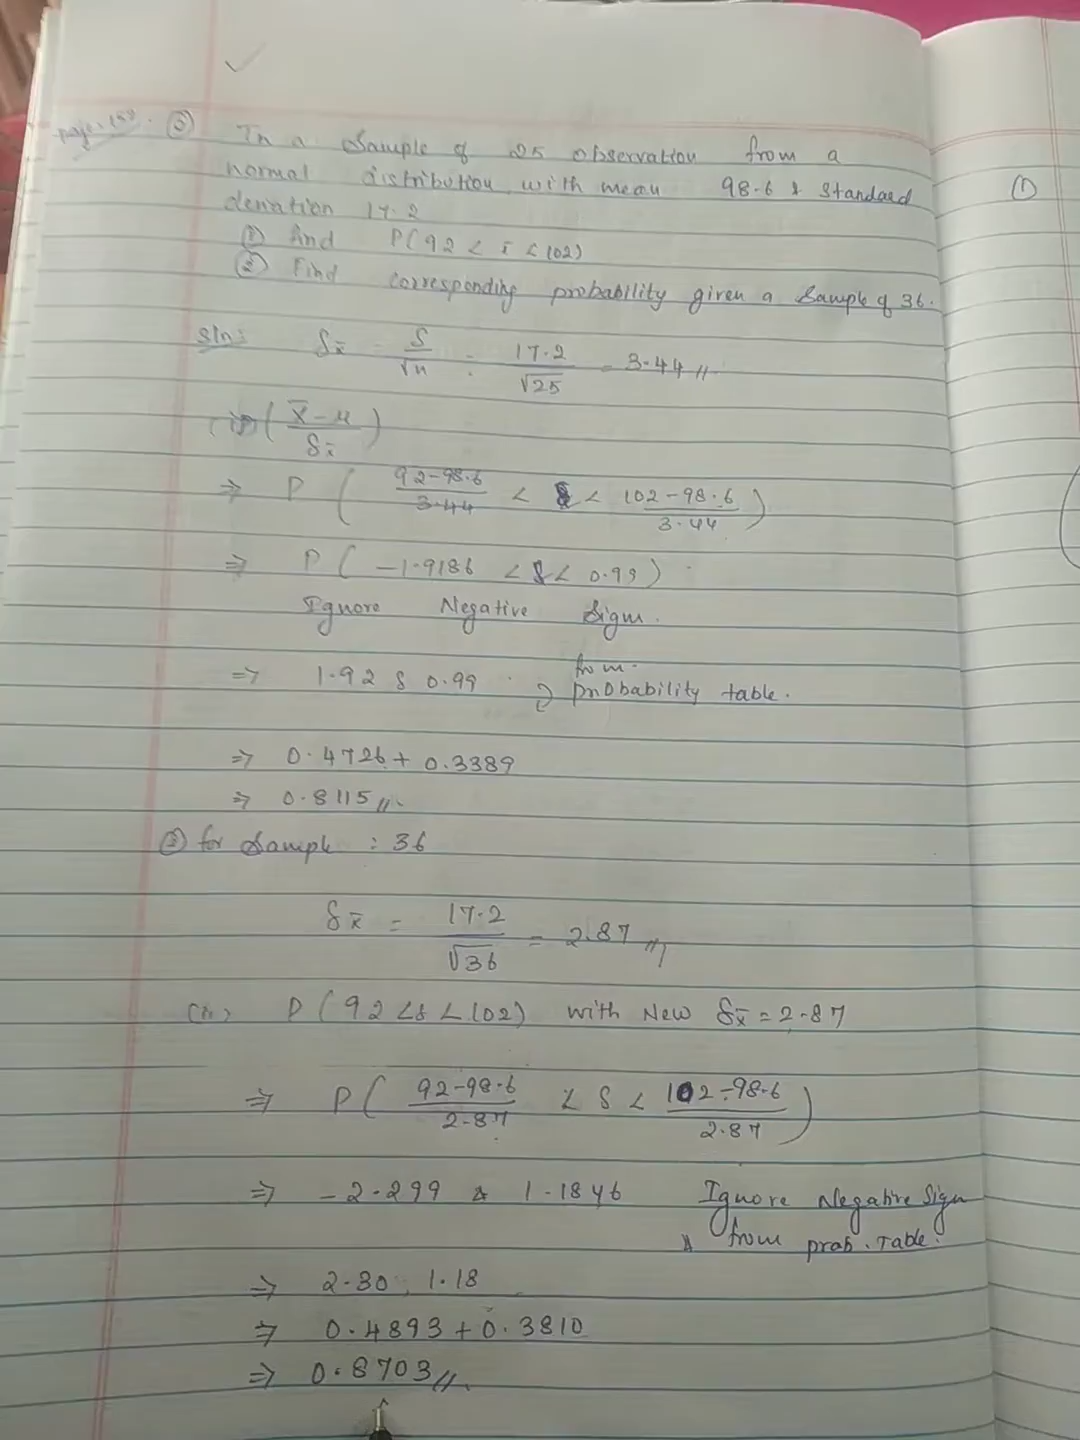 page. 157. ③ In a Sample of 25 observation from a
normal distribution with mean 98.6 & Standard
deviation 17.2
① find P(92 < x̄ < 102)
② Find corresponding probability given a Sample of 36.
①
Sln: Sx̄ = S/√n = 17.2/√25 = 3.44 //
(x̄ - μ / Sx̄)
⇒ P ( 92-98.6/3.44 < S < 102-98.6/3.44 )
⇒ P ( -1.9186 < S < 0.99 )
Ignore Negative Sign.
⇒ 1.92 & 0.99 from probability table.
⇒ 0.4726 + 0.3389
⇒ 0.8115 //.
② for Sample : 36
Sx̄ = 17.2/√36 = 2.87 //
P ( 92 < S < 102 ) with New Sx̄ = 2.87
⇒ P ( 92-98.6/2.87 < S < 102-98.6/2.87 )
⇒ -2.299 & 1.1846 Ignore Negative Sign
& from prob. Table.
⇒ 2.30, 1.18
⇒ 0.4893 + 0.3810
⇒ 0.8703 //.